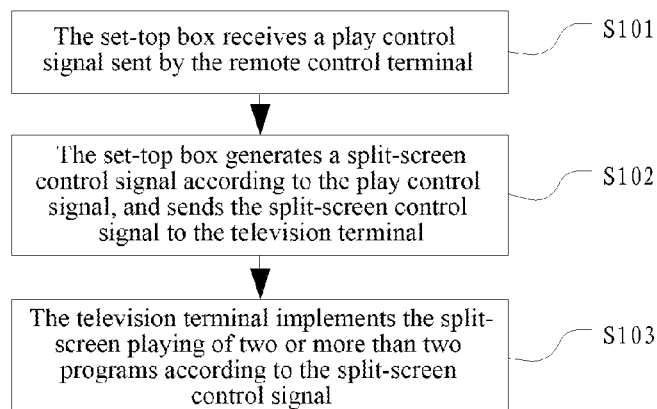 The set-top box receives a play control
signal sent by the remote control terminal
S101
The set-top box generates a split-screen
control signal according to the play control
signal, and sends the split-screen control
signal to the television terminal
S102
The television terminal implements the split-
screen playing of two or more than two
programs according to the split-screen
control signal
S103